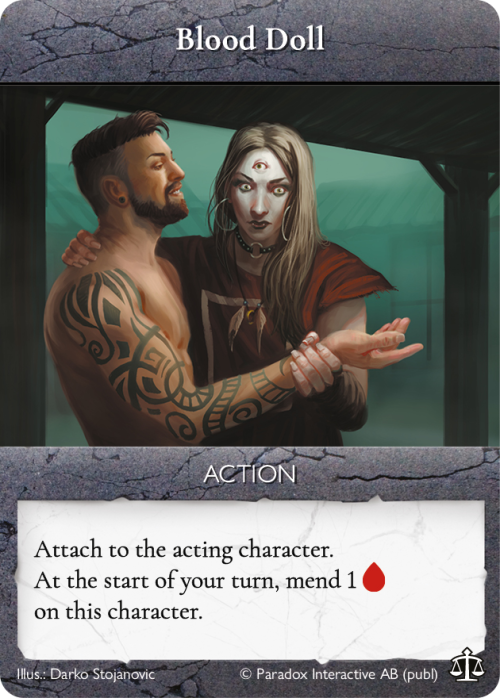 Blood Doll
ACTION
Attach to the acting character.
At the start of your turn, mend 1
on this character.
Illus.: Darko Stojanovic © Paradox Interactive AB (publ)